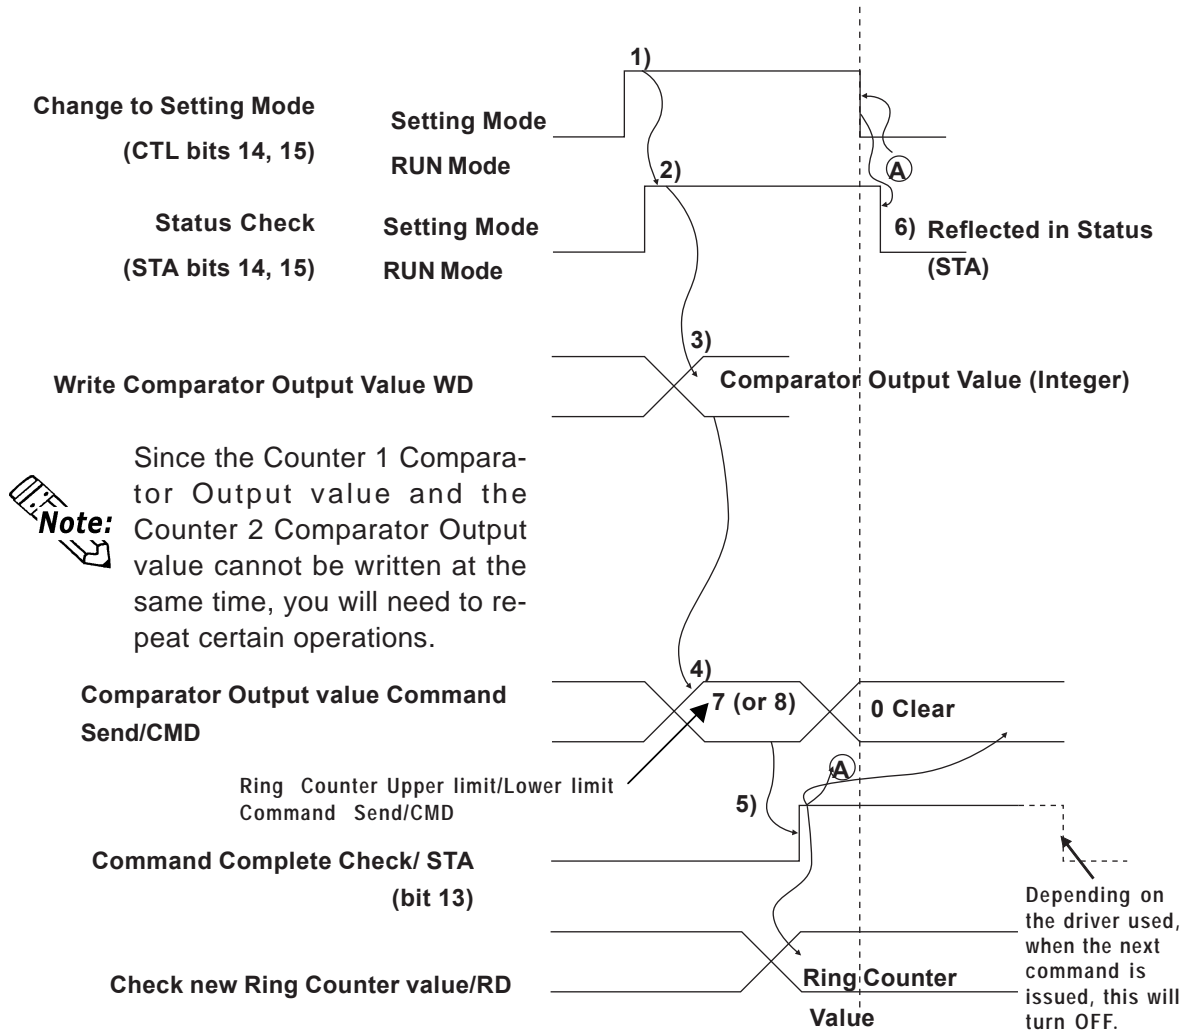 1)
Change to Setting Mode
(CTL bits 14, 15)
Setting Mode
RUN Mode
A
2)
Status Check
(STA bits 14, 15)
Setting Mode
RUN Mode
6) Reflected in Status
(STA)
3)
Write Comparator Output Value WD
Comparator Output Value (Integer)
Note:
Since the Counter 1 Compara-
tor Output value and the
Counter 2 Comparator Output
value cannot be written at the
same time, you will need to re-
peat certain operations.
4)
Comparator Output value Command
Send/CMD
7 (or 8)
0 Clear
Ring Counter Upper limit/Lower limit
Command Send/CMD
A
5)
Command Complete Check/ STA
(bit 13)
Depending on
the driver used,
when the next
command is
issued, this will
turn OFF.
Check new Ring Counter value/RD
Ring Counter
Value